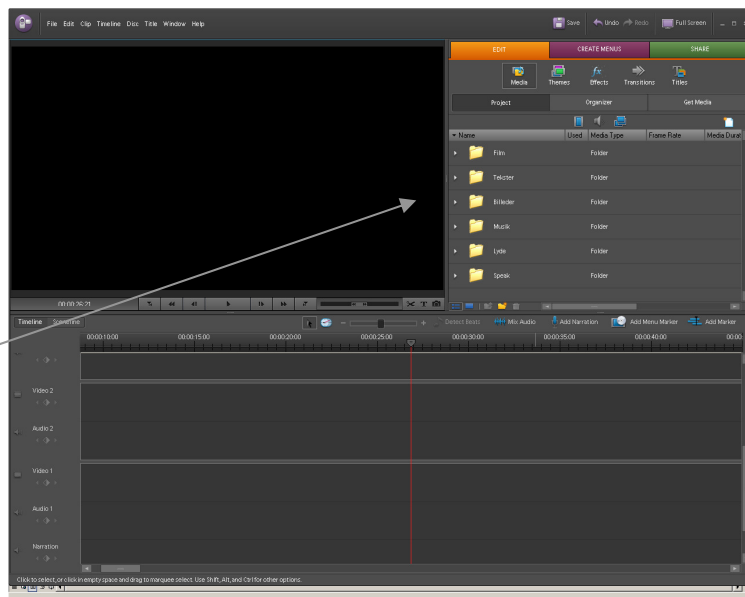 File Edit Clip Timeline Disc Title Window Help
Save Undo Redo Full Screen
EDIT CREATE MENUS SHARE
Media Themes Effects Transitions Titles
Project Organizer Get Media
Name Used Media Type Frame Rate Media Durat
Film Folder
Tekster Folder
Billeder Folder
Musik Folder
Lyde Folder
Speak Folder
00:00:26:21
Timeline Sceneline Detect Beats Mix Audio Add Narration Add Menu Marker Add Marker
00:00:10:00 00:00:15:00 00:00:20:00 00:00:25:00 00:00:30:00 00:00:35:00 00:00:40:00 00:00
Video 2
Audio 2
Video 1
Audio 1
Narration
Click to select, or click in empty space and drag to marquee select. Use Shift, Alt, and Ctrl for other options.